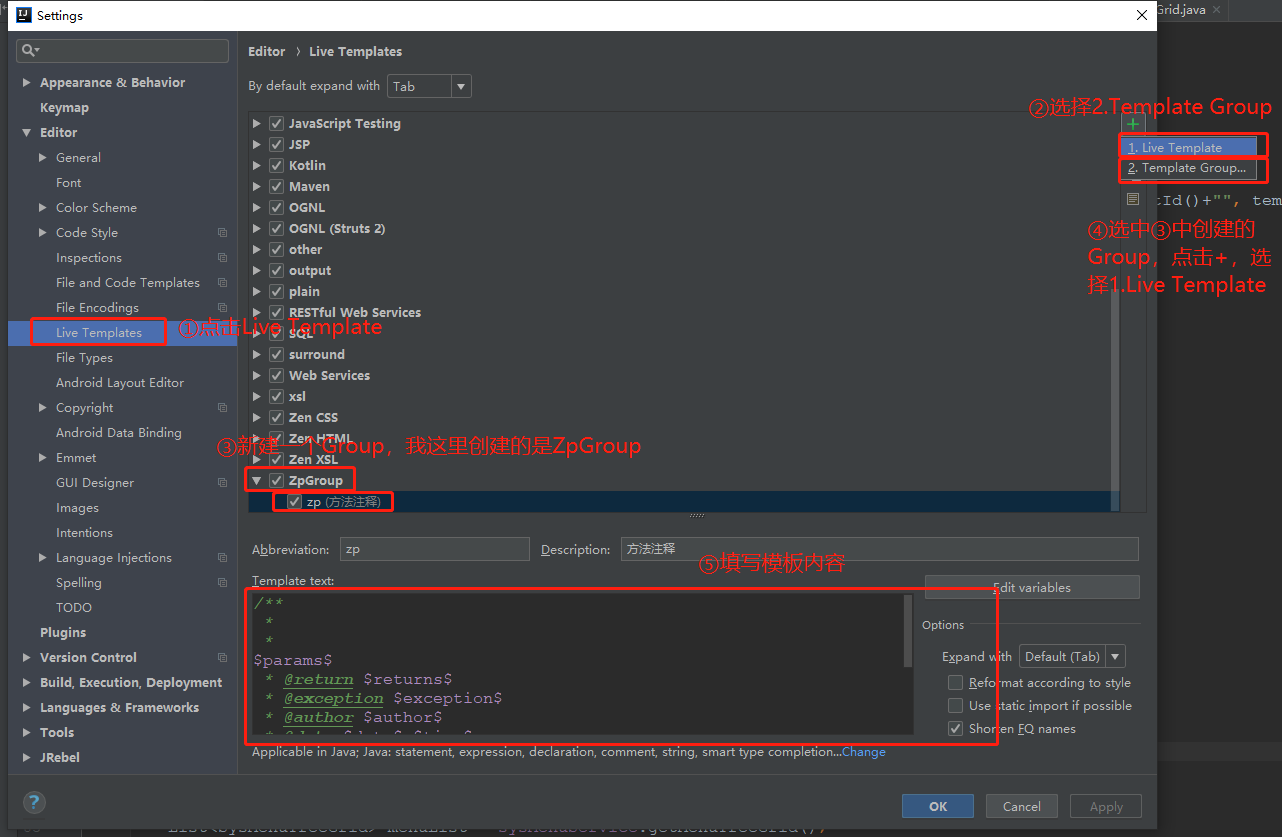 Settings
Grid.java
Editor › Live Templates
By default expand with Tab
Appearance & Behavior
Keymap
Editor
General
Font
Color Scheme
Code Style
Inspections
File and Code Templates
File Encodings
Live Templates
File Types
Android Layout Editor
Copyright
Android Data Binding
Emmet
GUI Designer
Images
Intentions
Language Injections
Spelling
TODO
Plugins
Version Control
Build, Execution, Deployment
Languages & Frameworks
Tools
JRebel
①点击Live Template
JavaScript Testing
JSP
Kotlin
Maven
OGNL
OGNL (Struts 2)
other
output
plain
RESTful Web Services
SQL
surround
Web Services
xsl
Zen CSS
Zen HTML
Zen XSL
③新建一个Group，我这里创建的是ZpGroup
ZpGroup
zp (方法注释)
②选择2.Template Group
1. Live Template
2. Template Group...
tId()+"", tem
④选中③中创建的
Group，点击+，选
择1.Live Template
Abbreviation: zp
Description: 方法注释
⑤填写模板内容
Template text:
/**
*
*
$params$
* @return $returns$
* @exception $exception$
* @author $author$
Edit variables
Options
Expand with Default (Tab)
Reformat according to style
Use static import if possible
Shorten FQ names
Applicable in Java; Java: statement, expression, declaration, comment, string, smart type completion...Change
?
OK
Cancel
Apply